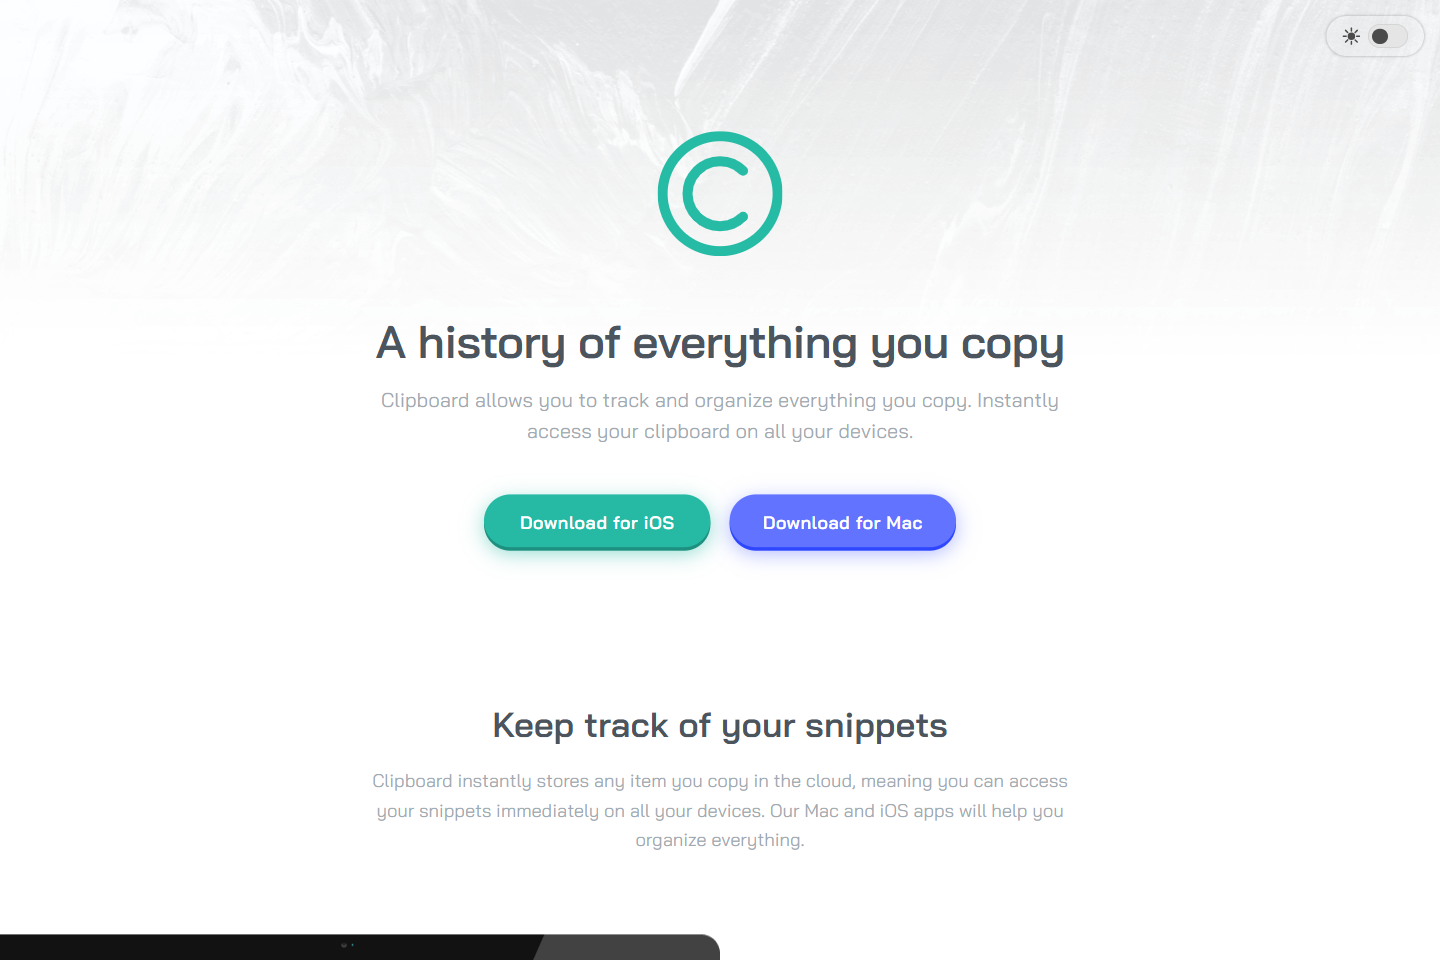 A history of everything you copy
Clipboard allows you to track and organize everything you copy. Instantly
access your clipboard on all your devices.
Download for iOS
Download for Mac
Keep track of your snippets
Clipboard instantly stores any item you copy in the cloud, meaning you can access
your snippets immediately on all your devices. Our Mac and iOS apps will help you
organize everything.